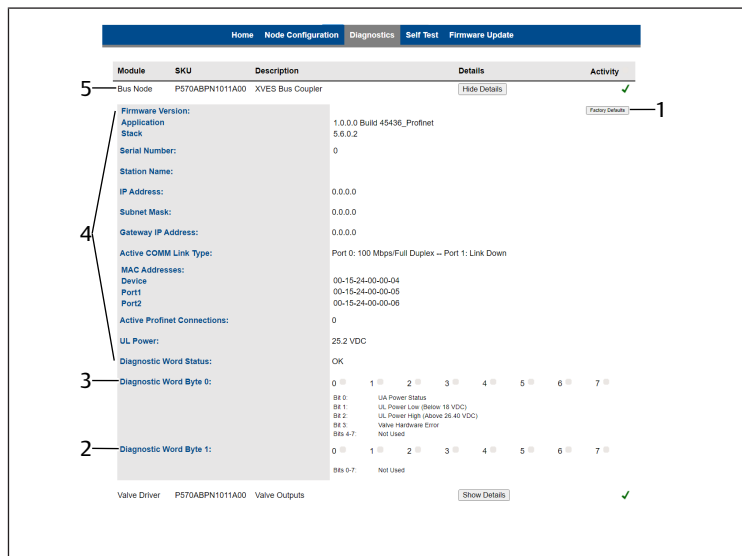 Home Node Configuration Diagnostics Self Test Firmware Update
Module SKU Description Details Activity
5 Bus Node P570ABPN1011A00 XVES Bus Coupler Hide Details
Firmware Version: Factory Defaults 1
Application 1.0.0.0 Build 45436_Profinet
Stack 5.6.0.2
Serial Number: 0
Station Name:
IP Address: 0.0.0.0
Subnet Mask: 0.0.0.0
4 Gateway IP Address: 0.0.0.0
Active COMM Link Type: Port 0: 100 Mbps/Full Duplex -- Port 1: Link Down
MAC Addresses:
Device 00-15-24-00-00-04
Port1 00-15-24-00-00-05
Port2 00-15-24-00-00-06
Active Profinet Connections: 0
UL Power: 25.2 VDC
Diagnostic Word Status: OK
3 Diagnostic Word Byte 0: 0 1 2 3 4 5 6 7
Bit 0: UA Power Status
Bit 1: UL Power Low (Below 18 VDC)
Bit 2: UL Power High (Above 26.40 VDC)
Bit 3: Valve Hardware Error
Bits 4-7: Not Used
2 Diagnostic Word Byte 1: 0 1 2 3 4 5 6 7
Bits 0-7: Not Used
Valve Driver P570ABPN1011A00 Valve Outputs Show Details